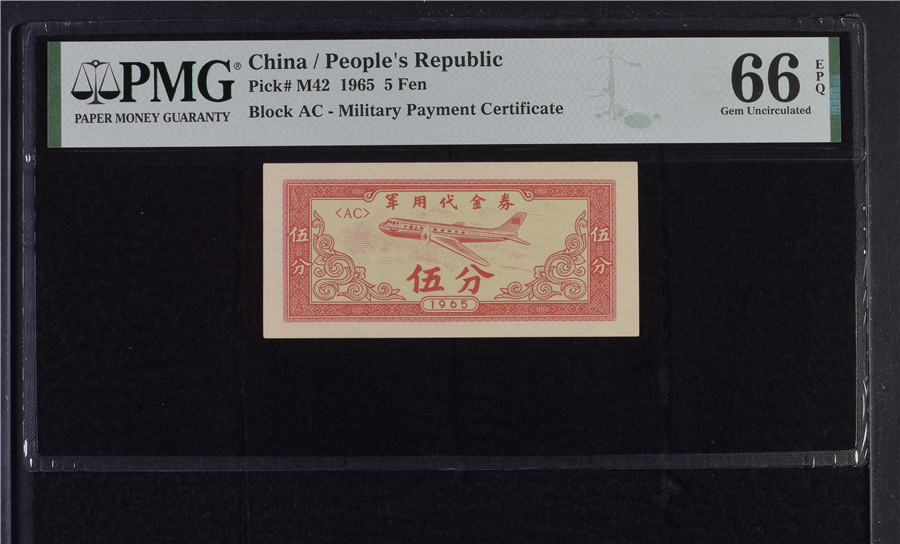 PMG®
PAPER MONEY GUARANTY
China / People's Republic
Pick# M42 1965 5 Fen
Block AC - Military Payment Certificate
66
EPQ
Gem Uncirculated
軍用代金券
<AC>
伍分
伍分
伍分
1965